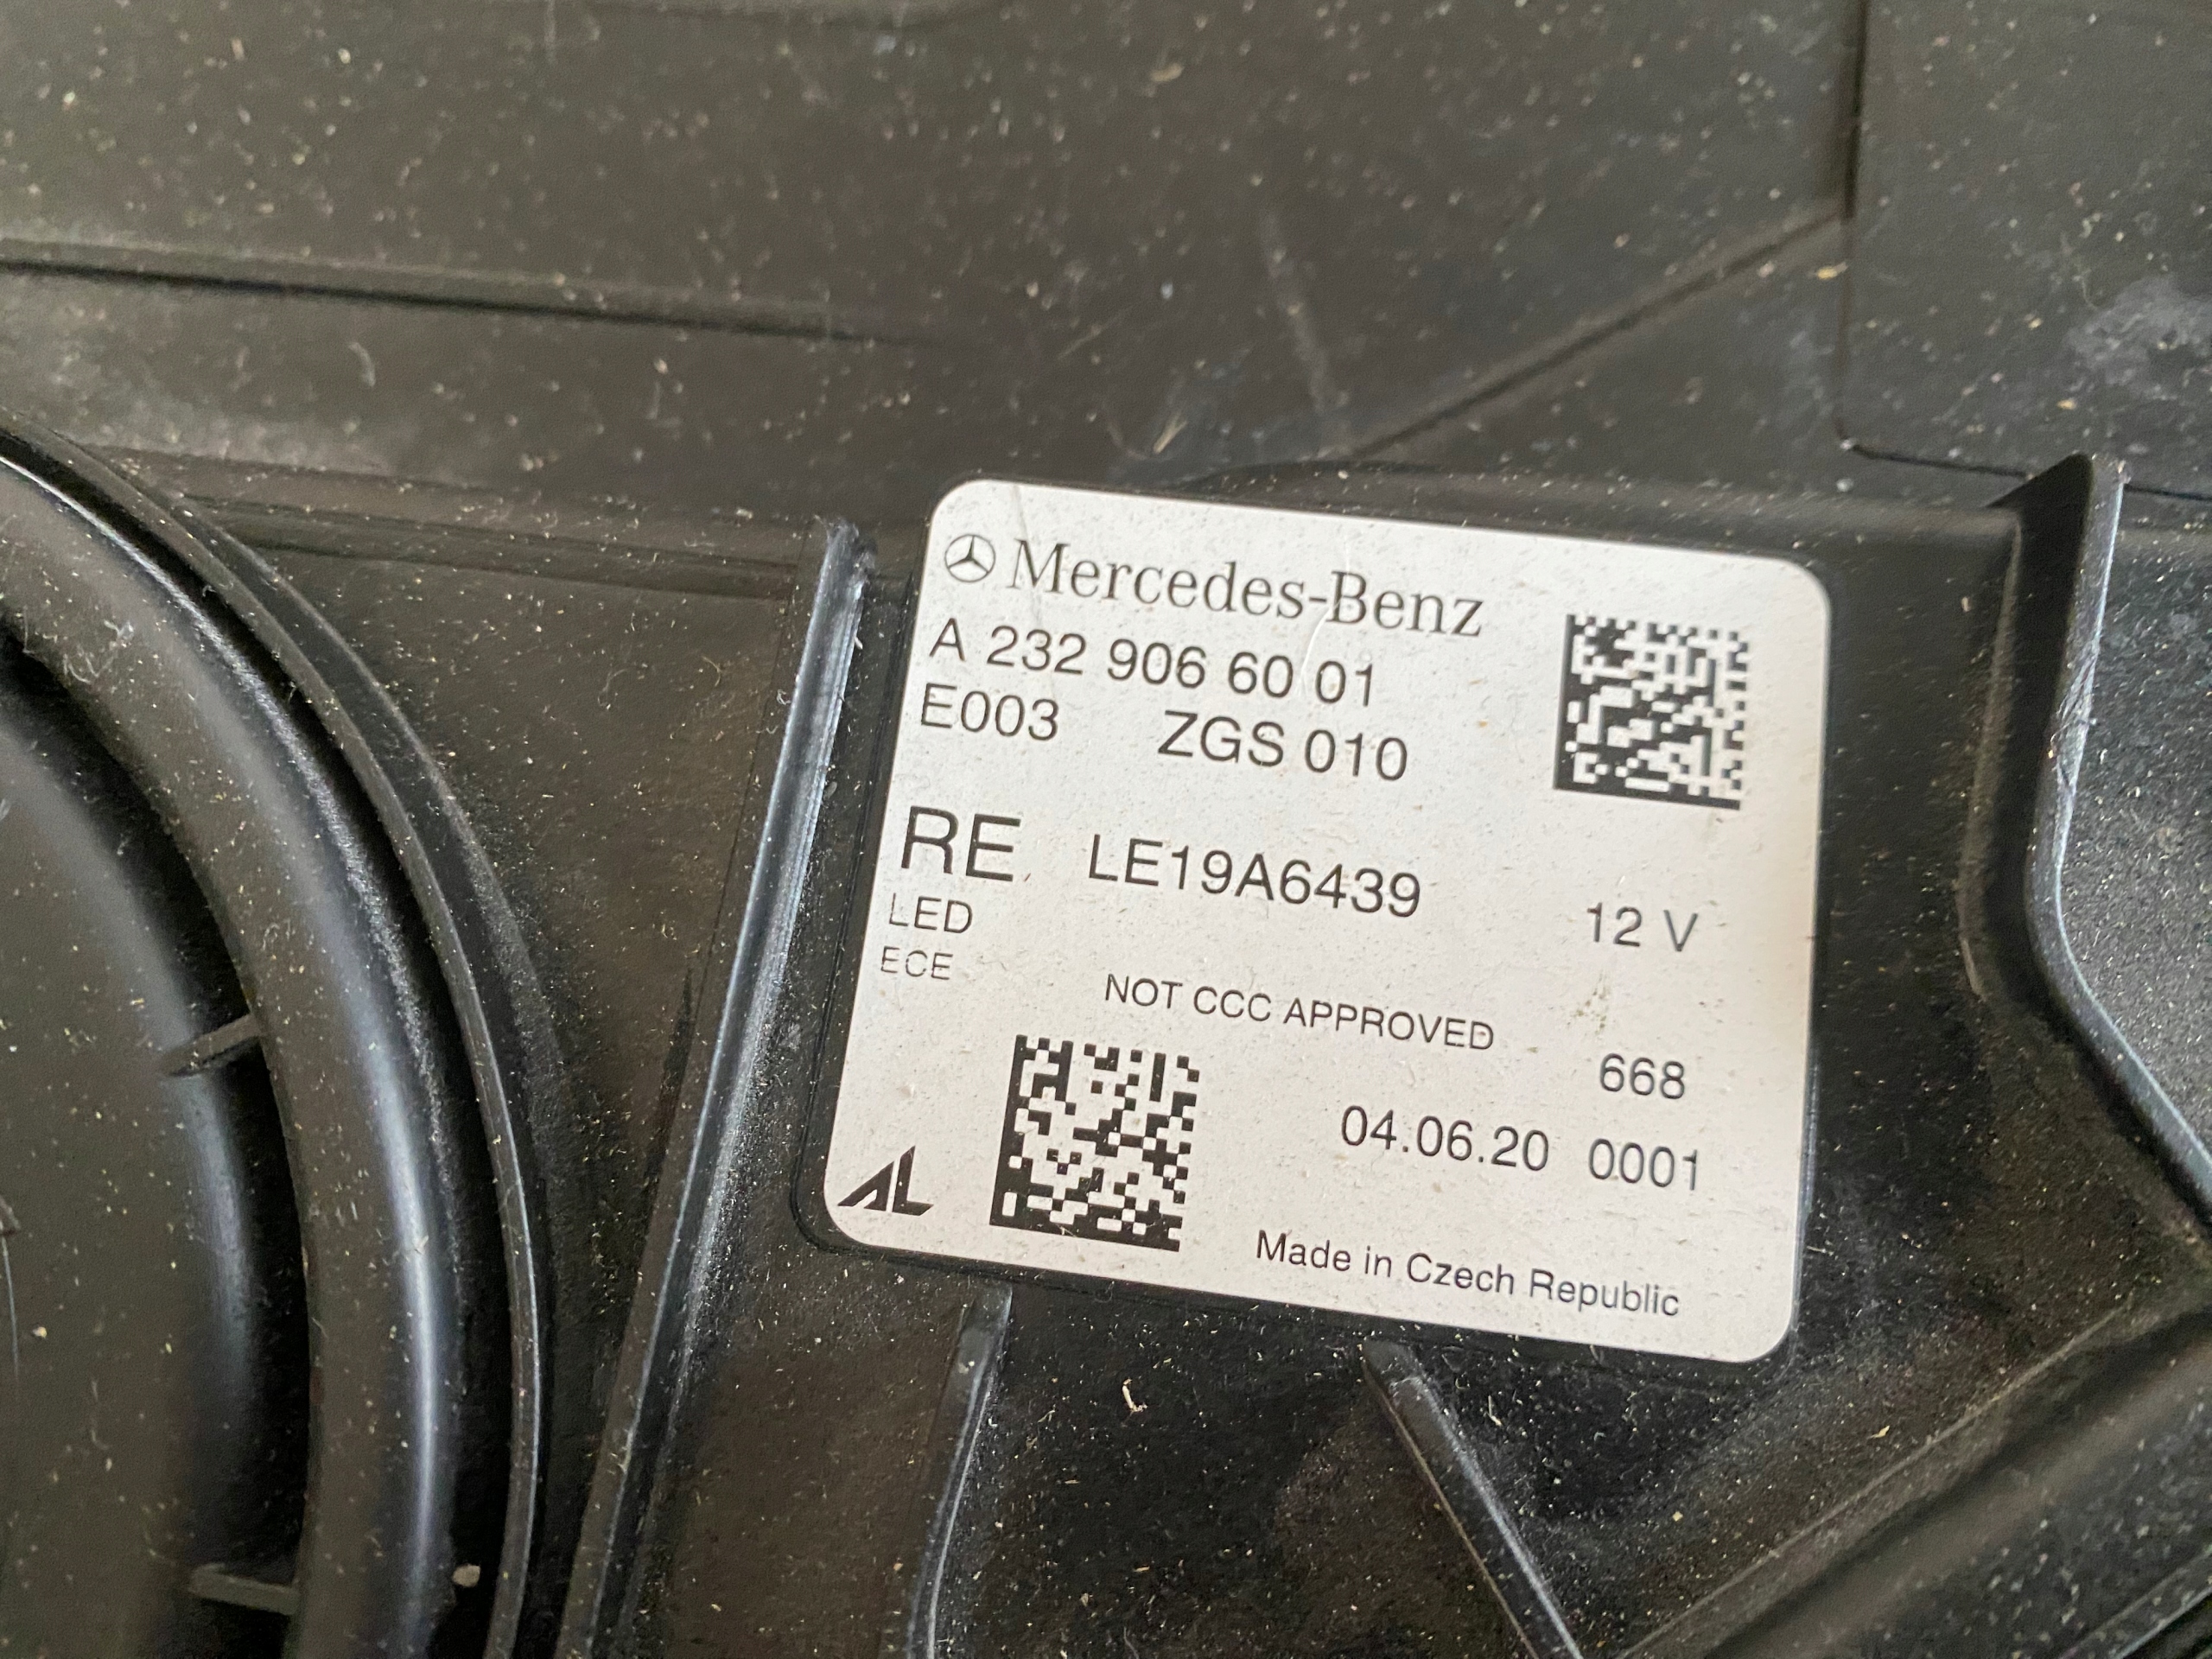 Mercedes-Benz
A 232 906 60 01
E003 ZGS 010
RE LE19A6439 12 V
LED
ECE
NOT CCC APPROVED
668
04.06.20 0001
AL
Made in Czech Republic